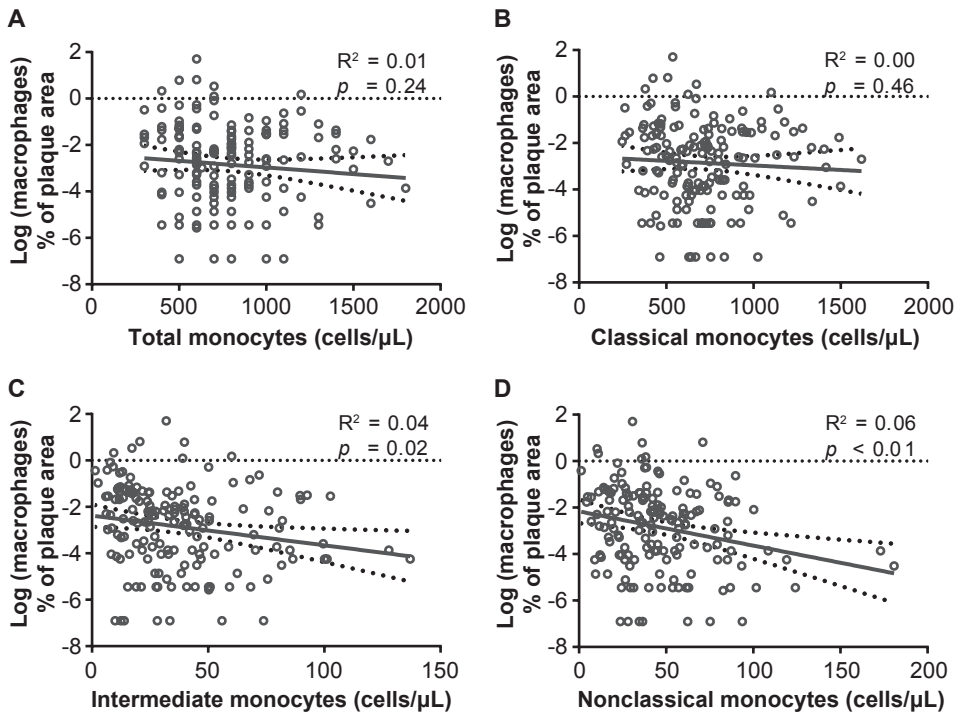 A
Log (macrophages)
% of plaque area
2
0
-2
-4
-6
-8
R² = 0.01
p = 0.24
0
500
1000
1500
2000
Total monocytes (cells/µL)
B
Log (macrophages)
% of plaque area
2
0
-2
-4
-6
-8
R² = 0.00
p = 0.46
0
500
1000
1500
2000
Classical monocytes (cells/µL)
C
Log (macrophages)
% of plaque area
2
0
-2
-4
-6
-8
R² = 0.04
p = 0.02
0
50
100
150
Intermediate monocytes (cells/µL)
D
Log (macrophages)
% of plaque area
2
0
-2
-4
-6
-8
R² = 0.06
p < 0.01
0
50
100
150
200
Nonclassical monocytes (cells/µL)